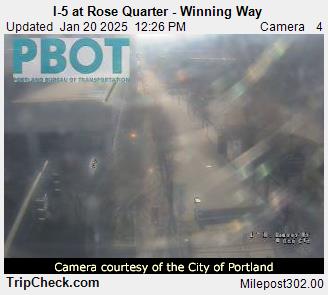 I-5 at Rose Quarter - Winning Way
Updated Jan 20 2025 12:26 PM Camera 4
PBOT
PORTLAND BUREAU OF TRANSPORTATION
Camera courtesy of the City of Portland
TripCheck.com Milepost302.00